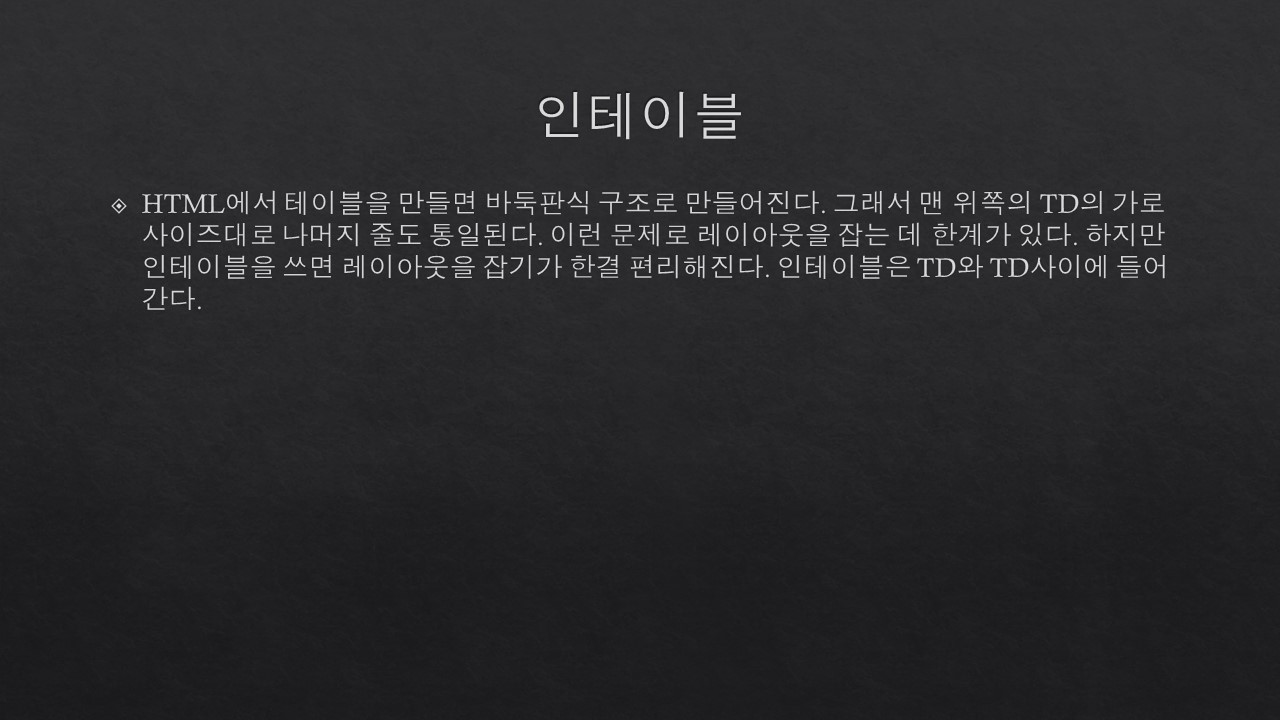 인테이블
HTML에서 테이블을 만들면 바둑판식 구조로 만들어진다. 그래서 맨 위쪽의 TD의 가로
사이즈대로 나머지 줄도 통일된다. 이런 문제로 레이아웃을 잡는 데 한계가 있다. 하지만
인테이블을 쓰면 레이아웃을 잡기가 한결 편리해진다. 인테이블은 TD와 TD사이에 들어
간다.